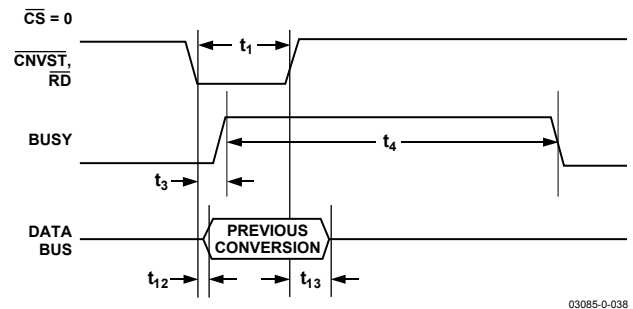 CS = 0
CNVST,
RD
t1
BUSY
t4
t3
DATA
BUS
PREVIOUS
CONVERSION
t12
t13
03085-0-038